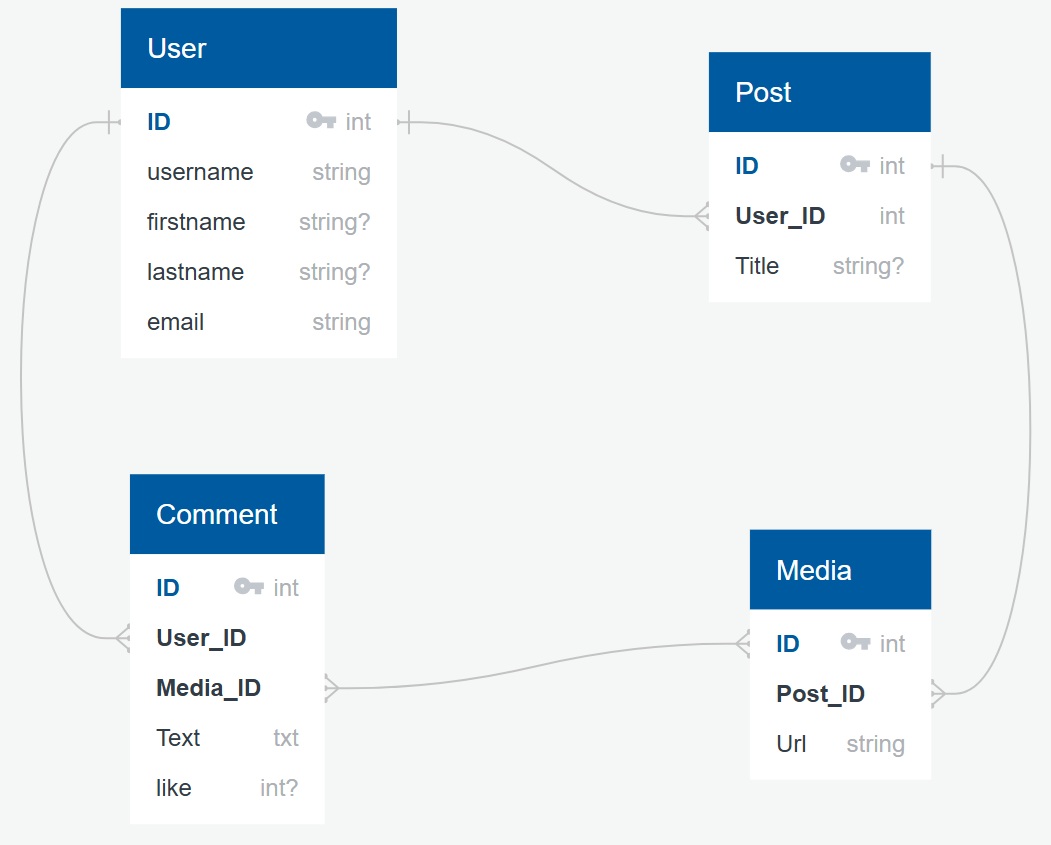 User
ID int
username string
firstname string?
lastname string?
email string
Post
ID int
User_ID int
Title string?
Comment
ID int
User_ID
Media_ID
Text txt
like int?
Media
ID int
Post_ID
Url string